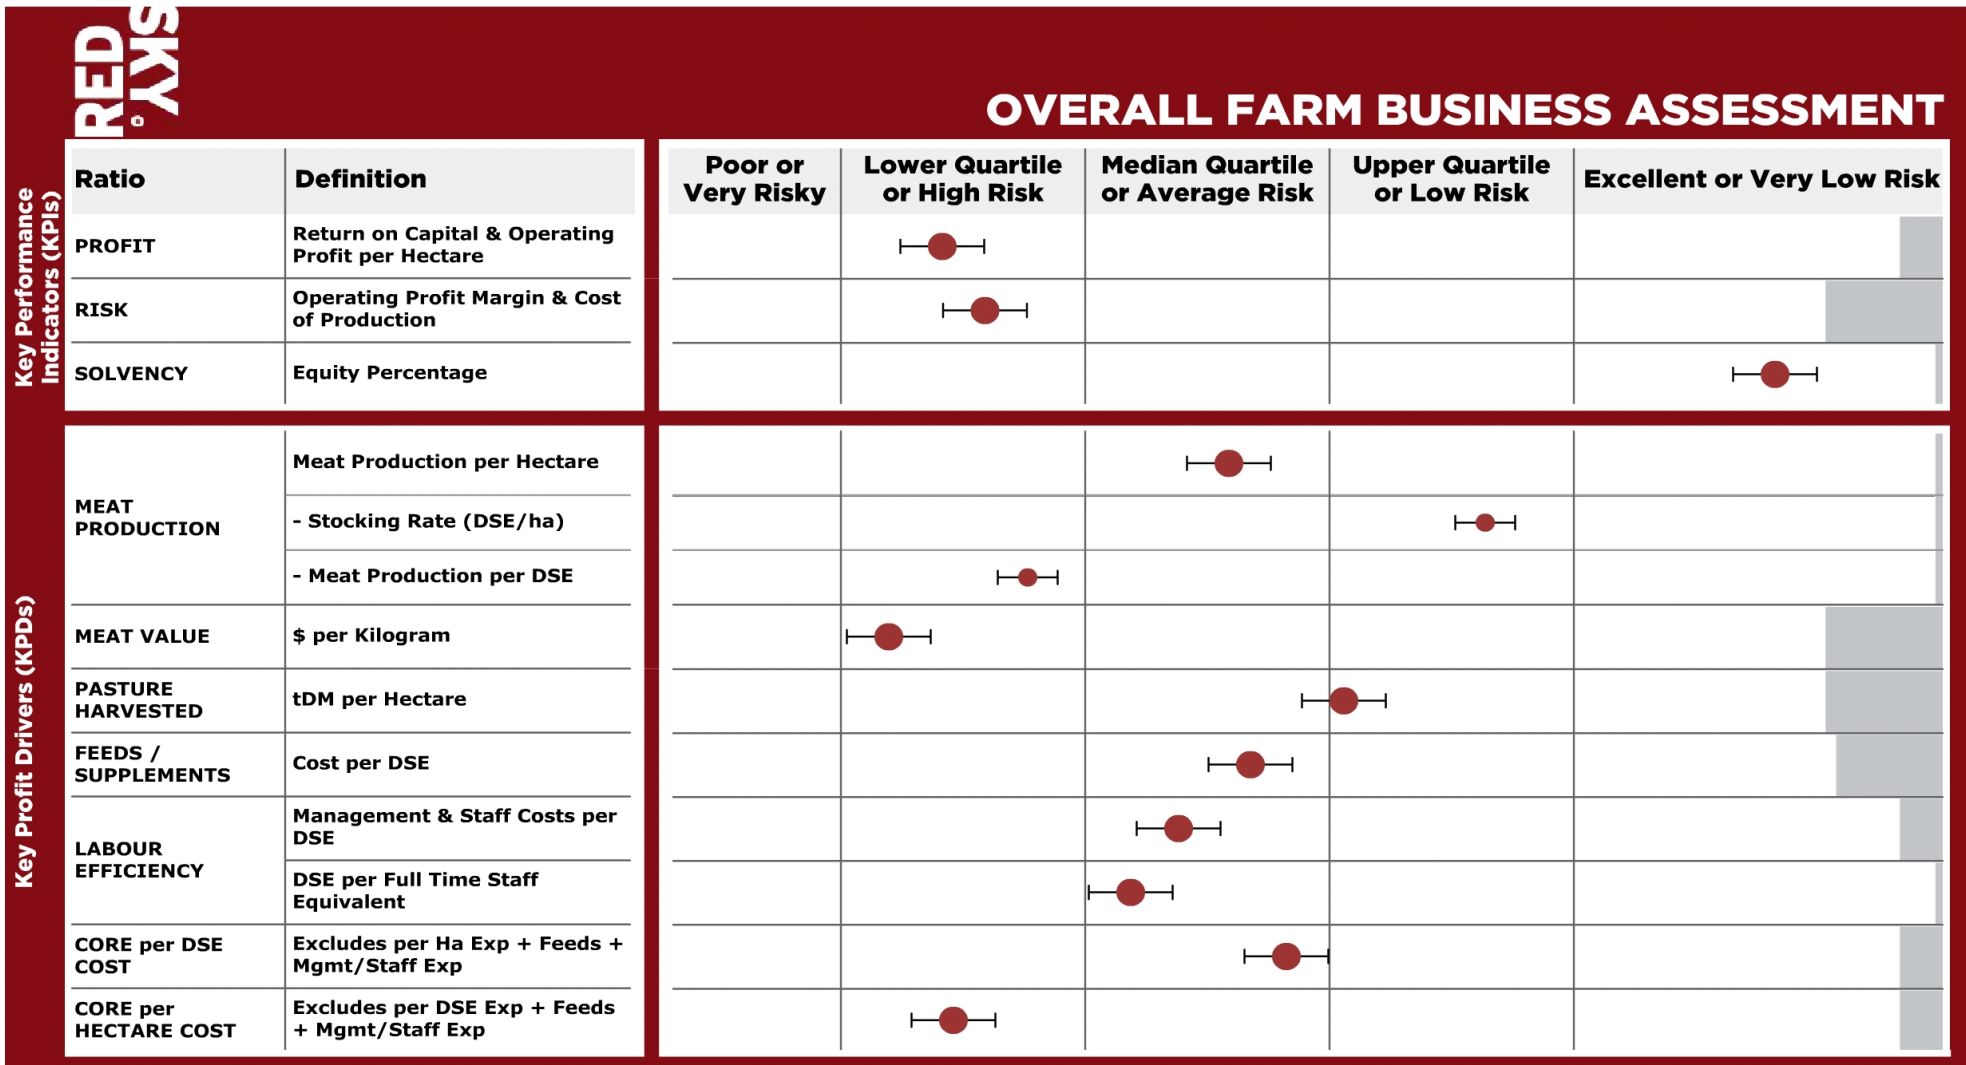 RED
SKY
®
OVERALL FARM BUSINESS ASSESSMENT
Key Performance
Indicators (KPIs)
Ratio
Definition
Poor or
Very Risky
Lower Quartile
or High Risk
Median Quartile
or Average Risk
Upper Quartile
or Low Risk
Excellent or Very Low Risk
PROFIT
Return on Capital & Operating
Profit per Hectare
RISK
Operating Profit Margin & Cost
of Production
SOLVENCY
Equity Percentage
Key Profit Drivers (KPDs)
MEAT
PRODUCTION
Meat Production per Hectare
- Stocking Rate (DSE/ha)
- Meat Production per DSE
MEAT VALUE
$ per Kilogram
PASTURE
HARVESTED
tDM per Hectare
FEEDS /
SUPPLEMENTS
Cost per DSE
LABOUR
EFFICIENCY
Management & Staff Costs per
DSE
DSE per Full Time Staff
Equivalent
CORE per DSE
COST
Excludes per Ha Exp + Feeds +
Mgmt/Staff Exp
CORE per
HECTARE COST
Excludes per DSE Exp + Feeds
+ Mgmt/Staff Exp